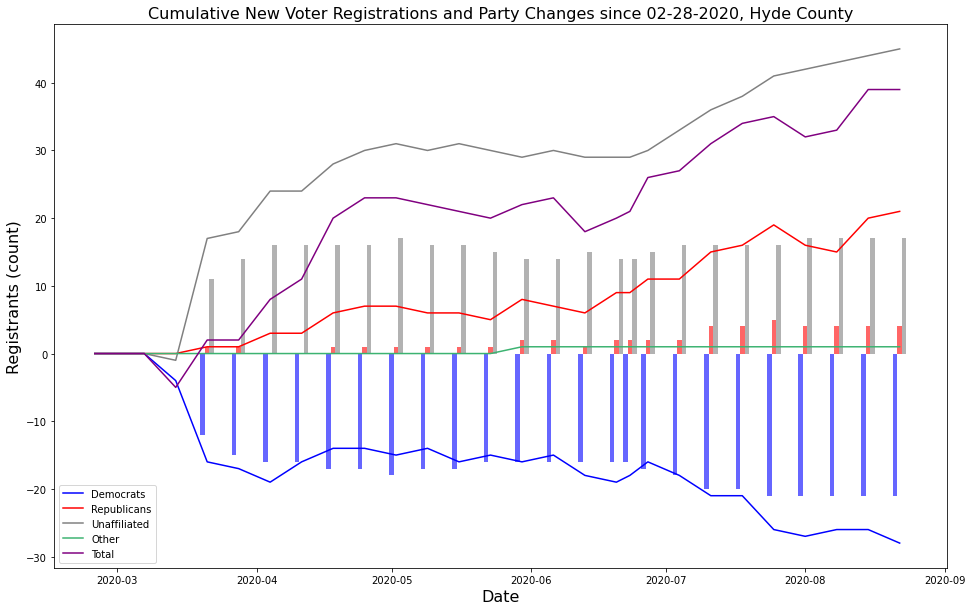 Cumulative New Voter Registrations and Party Changes since 02-28-2020, Hyde County
Registrants (count)
40
30
20
10
0
−10
−20
−30
Democrats
Republicans
Unaffiliated
Other
Total
2020-03
2020-04
2020-05
2020-06
2020-07
2020-08
2020-09
Date